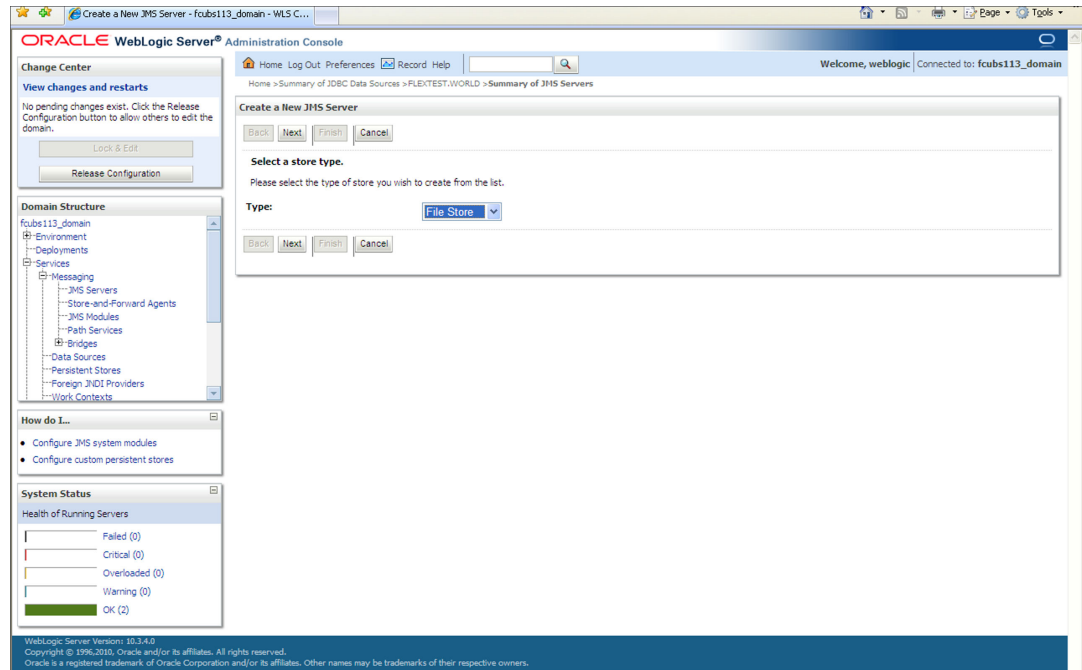 Create a New JMS Server - fcubs113_domain - WLS C...
Page
Tools
ORACLE WebLogic Server® Administration Console
Change Center
View changes and restarts
No pending changes exist. Click the Release
Configuration button to allow others to edit the
domain.
Lock & Edit
Release Configuration
Domain Structure
fcubs113_domain
Environment
Deployments
Services
Messaging
JMS Servers
Store-and-Forward Agents
JMS Modules
Path Services
Bridges
Data Sources
Persistent Stores
Foreign JNDI Providers
Work Contexts
How do I...
Configure JMS system modules
Configure custom persistent stores
System Status
Health of Running Servers
Failed (0)
Critical (0)
Overloaded (0)
Warning (0)
OK (2)
Home Log Out Preferences Record Help
Welcome, weblogic Connected to: fcubs113_domain
Home >Summary of JDBC Data Sources >FLEXTEST.WORLD >Summary of JMS Servers
Create a New JMS Server
Back Next Finish Cancel
Select a store type.
Please select the type of store you wish to create from the list.
Type: File Store
Back Next Finish Cancel
WebLogic Server Version: 10.3.4.0
Copyright © 1996,2010, Oracle and/or its affiliates. All rights reserved.
Oracle is a registered trademark of Oracle Corporation and/or its affiliates. Other names may be trademarks of their respective owners.